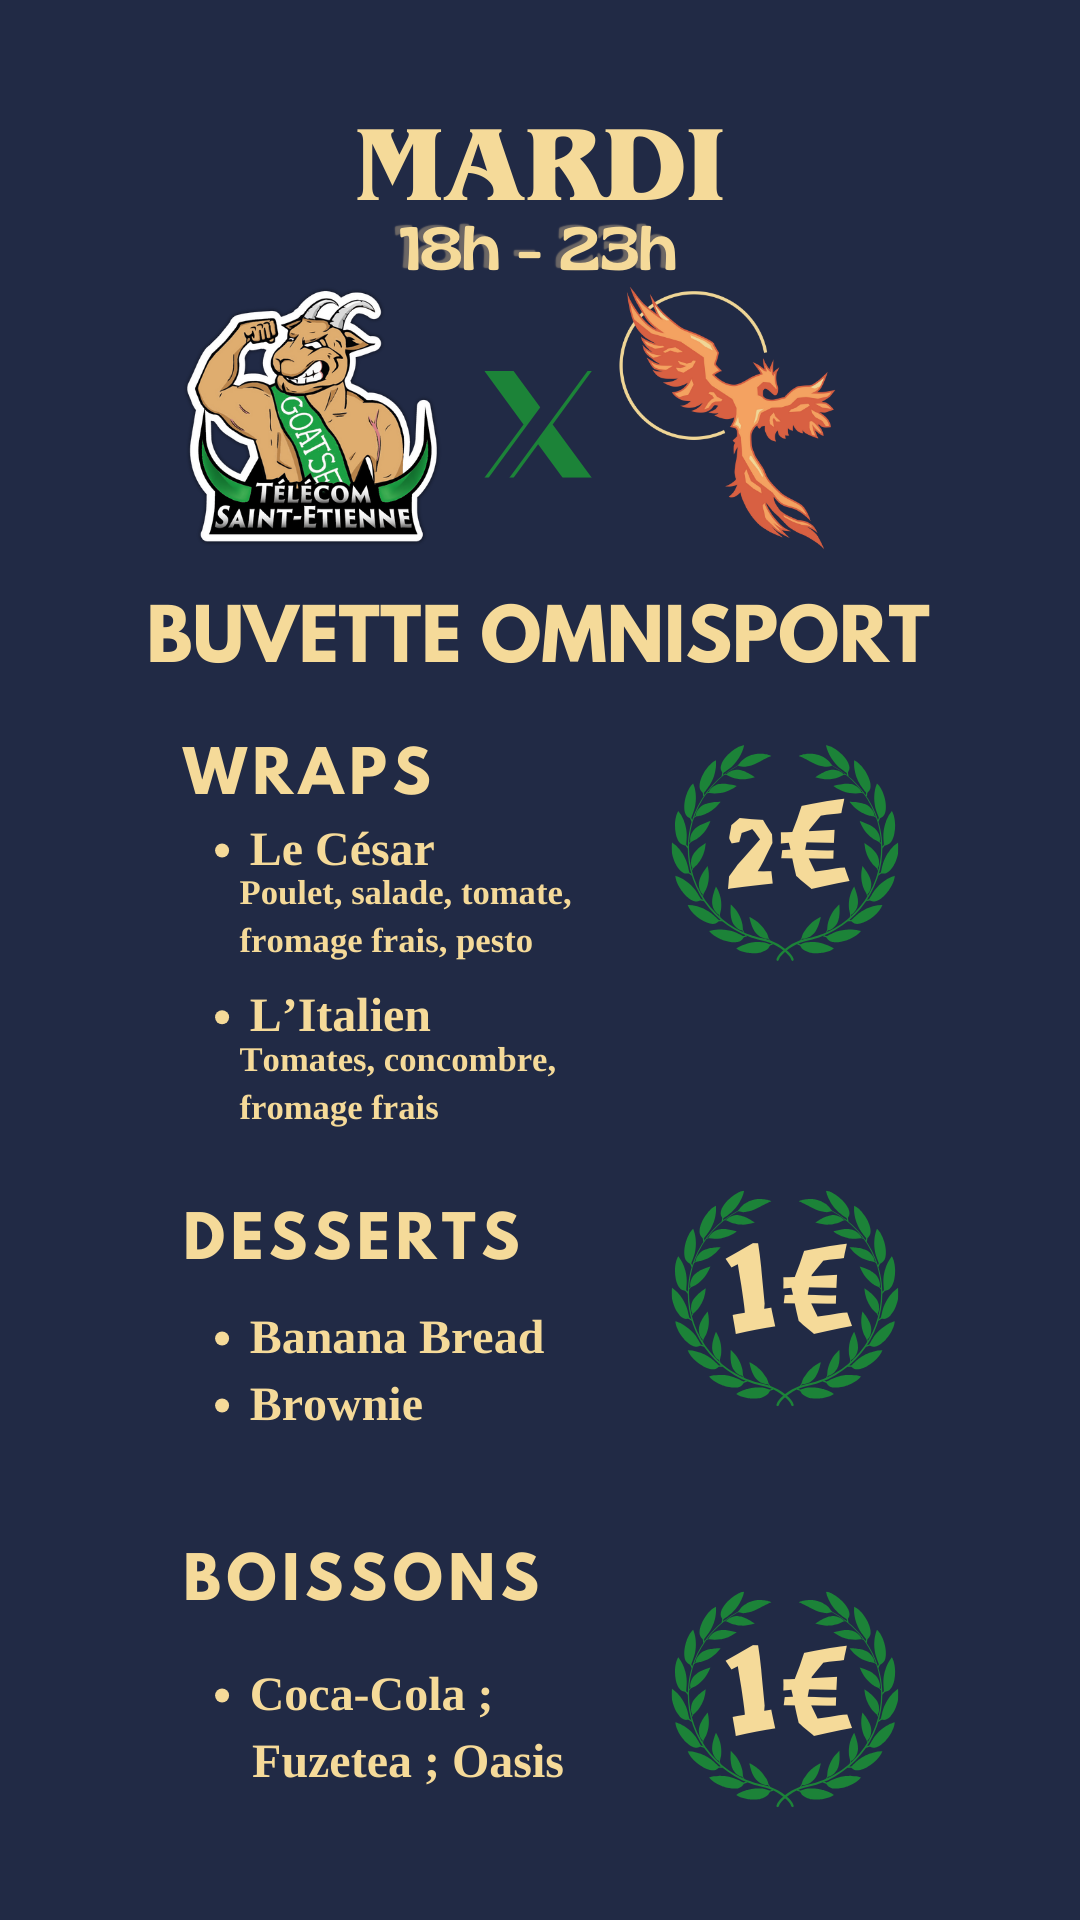 MARDI
18h - 23h
GOATSE
TÉLÉCOM
SAINT-ETIENNE
X
BUVETTE OMNISPORT
WRAPS
2€
• Le César
Poulet, salade, tomate,
fromage frais, pesto
• L’Italien
Tomates, concombre,
fromage frais
DESSERTS
1€
• Banana Bread
• Brownie
BOISSONS
1€
• Coca-Cola ;
Fuzetea ; Oasis